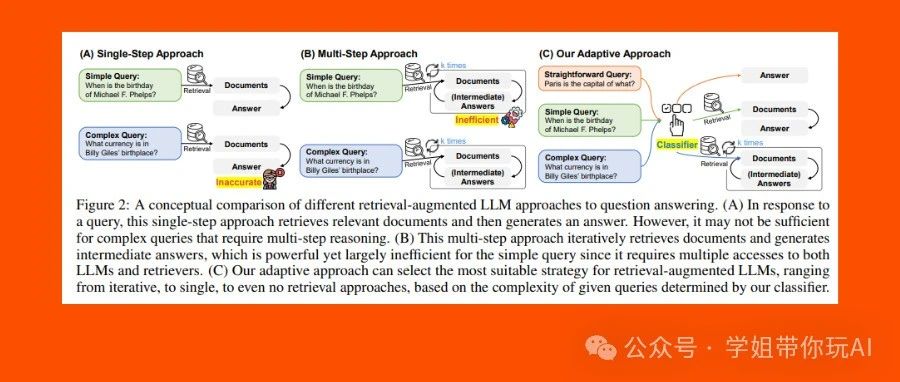 (A) Single-Step Approach
Simple Query:
When is the birthday
of Michael F. Phelps?
Retrieval
Documents
Answer
Complex Query:
What currency is in
Billy Giles' birthplace?
Retrieval
Documents
Answer
Inaccurate
(B) Multi-Step Approach
Simple Query:
When is the birthday
of Michael F. Phelps?
Retrieval
k times
Documents
(Intermediate)
Answers
Inefficient
Complex Query:
What currency is in
Billy Giles' birthplace?
Retrieval
k times
Documents
(Intermediate)
Answers
(C) Our Adaptive Approach
Straightforward Query:
Paris is the capital of what?
Simple Query:
When is the birthday
of Michael F. Phelps?
Complex Query:
What currency is in
Billy Giles' birthplace?
Classifier
Answer
Retrieval
Documents
Answer
Retrieval
k times
Documents
(Intermediate)
Answers
Figure 2: A conceptual comparison of different retrieval-augmented LLM approaches to question answering. (A) In response to
a query, this single-step approach retrieves relevant documents and then generates an answer. However, it may not be sufficient
for complex queries that require multi-step reasoning. (B) This multi-step approach iteratively retrieves documents and generates
intermediate answers, which is powerful yet largely inefficient for the simple query since it requires multiple accesses to both
LLMs and retrievers. (C) Our adaptive approach can select the most suitable strategy for retrieval-augmented LLMs, ranging
from iterative, to single, to even no retrieval approaches, based on the complexity of given queries determined by our classifier.
公众号 · 学姐带你玩AI